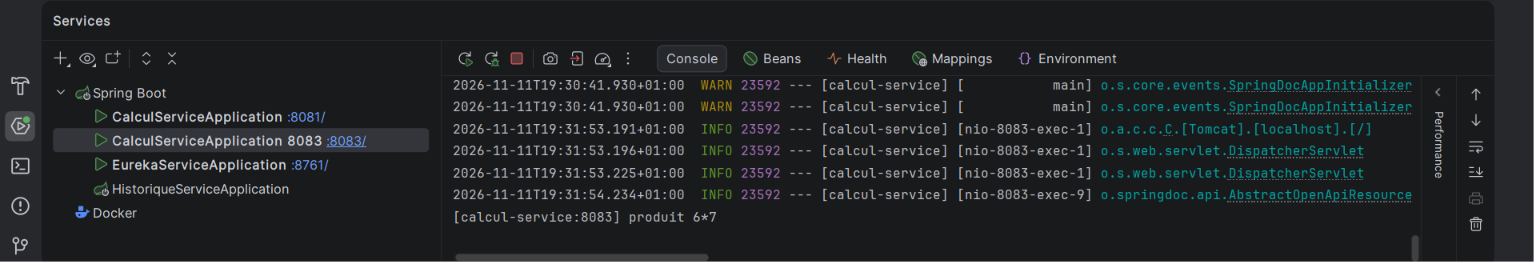 Services
Console Beans Health Mappings Environment
Spring Boot
CalculServiceApplication :8081/
CalculServiceApplication 8083 :8083/
EurekaServiceApplication :8761/
HistoriqueServiceApplication
Docker
2026-11-11T19:30:41.930+01:00  WARN 23592 --- [calcul-service] [           main] o.s.core.events.SpringDocAppInitializer
2026-11-11T19:30:41.930+01:00  WARN 23592 --- [calcul-service] [           main] o.s.core.events.SpringDocAppInitializer
2026-11-11T19:31:53.191+01:00  INFO 23592 --- [calcul-service] [nio-8083-exec-1] o.a.c.c.C.[Tomcat].[localhost].[/]
2026-11-11T19:31:53.196+01:00  INFO 23592 --- [calcul-service] [nio-8083-exec-1] o.s.web.servlet.DispatcherServlet
2026-11-11T19:31:53.225+01:00  INFO 23592 --- [calcul-service] [nio-8083-exec-1] o.s.web.servlet.DispatcherServlet
2026-11-11T19:31:54.234+01:00  INFO 23592 --- [calcul-service] [nio-8083-exec-9] o.springdoc.api.AbstractOpenApiResource
[calcul-service:8083] produit 6*7
Performance